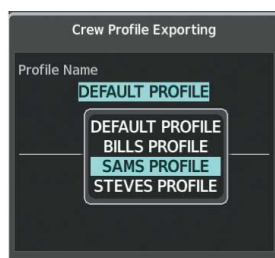 Crew Profile Exporting
Profile Name
DEFAULT PROFILE
DEFAULT PROFILE
BILLS PROFILE
SAMS PROFILE
STEVES PROFILE